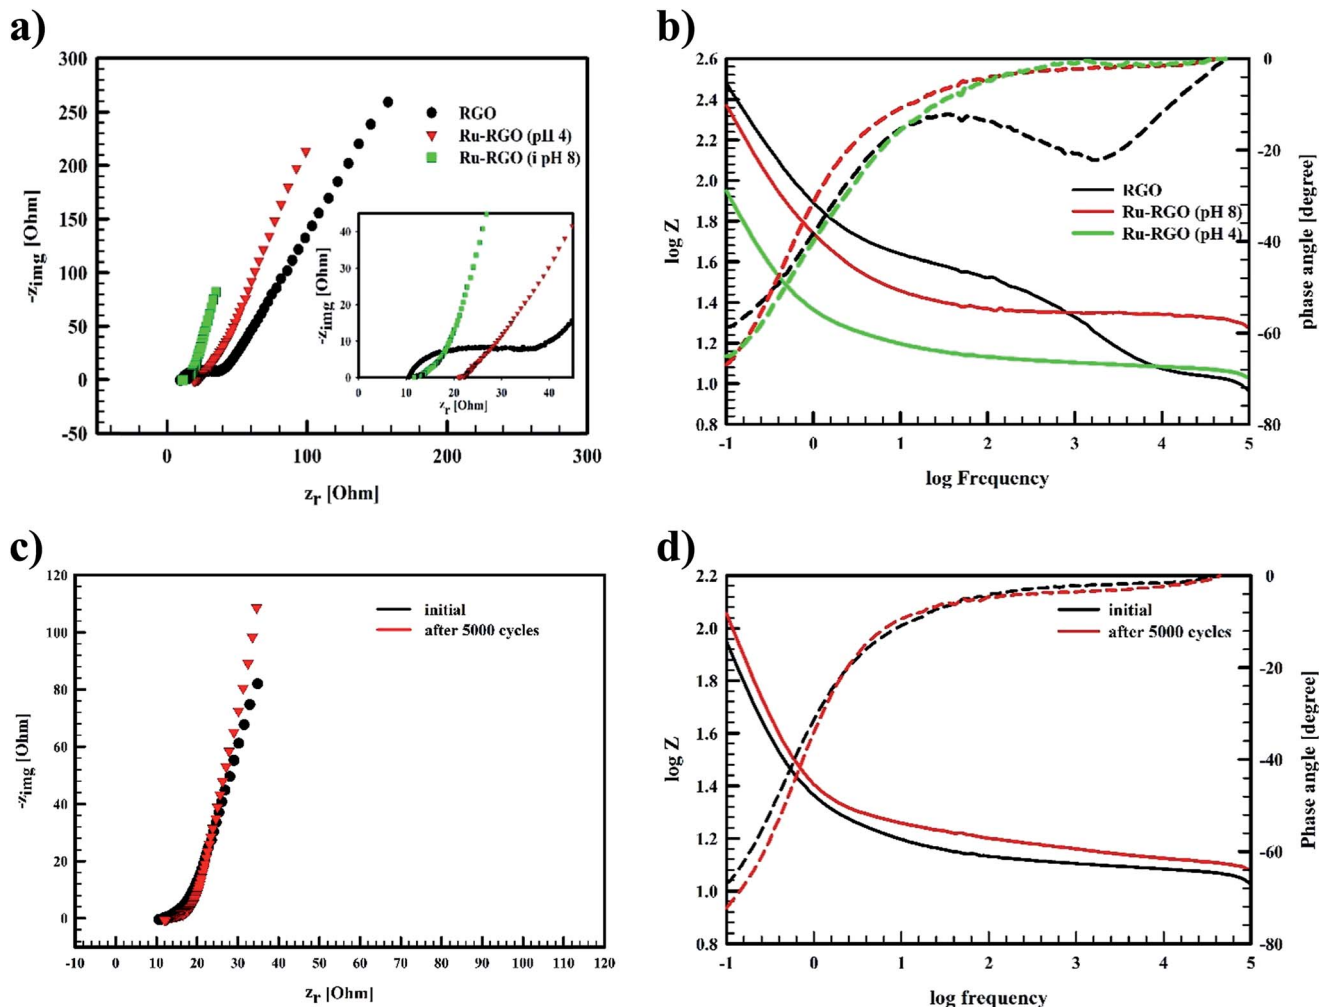 a)
300
250
200
150
100
50
0
-50
-z_img [Ohm]
RGO
Ru-RGO (pH 4)
Ru-RGO (i pH 8)
40
30
20
10
0
-z_img [Ohm]
0 10 20 30 40
z_r [Ohm]
0 100 200 300
z_r [Ohm]
b)
2.6
2.4
2.2
2.0
1.8
1.6
1.4
1.2
1.0
0.8
log Z
RGO
Ru-RGO (pH 8)
Ru-RGO (pH 4)
0
-20
-40
-60
-80
phase angle [degree]
-1 0 1 2 3 4 5
log Frequency
c)
120
100
80
60
40
20
0
-z_img [Ohm]
initial
after 5000 cycles
-10 0 10 20 30 40 50 60 70 80 90 100 110 120
z_r [Ohm]
d)
2.2
2.0
1.8
1.6
1.4
1.2
1.0
0.8
log Z
initial
after 5000 cycles
0
-20
-40
-60
-80
Phase angle [degree]
-1 0 1 2 3 4 5
log frequency